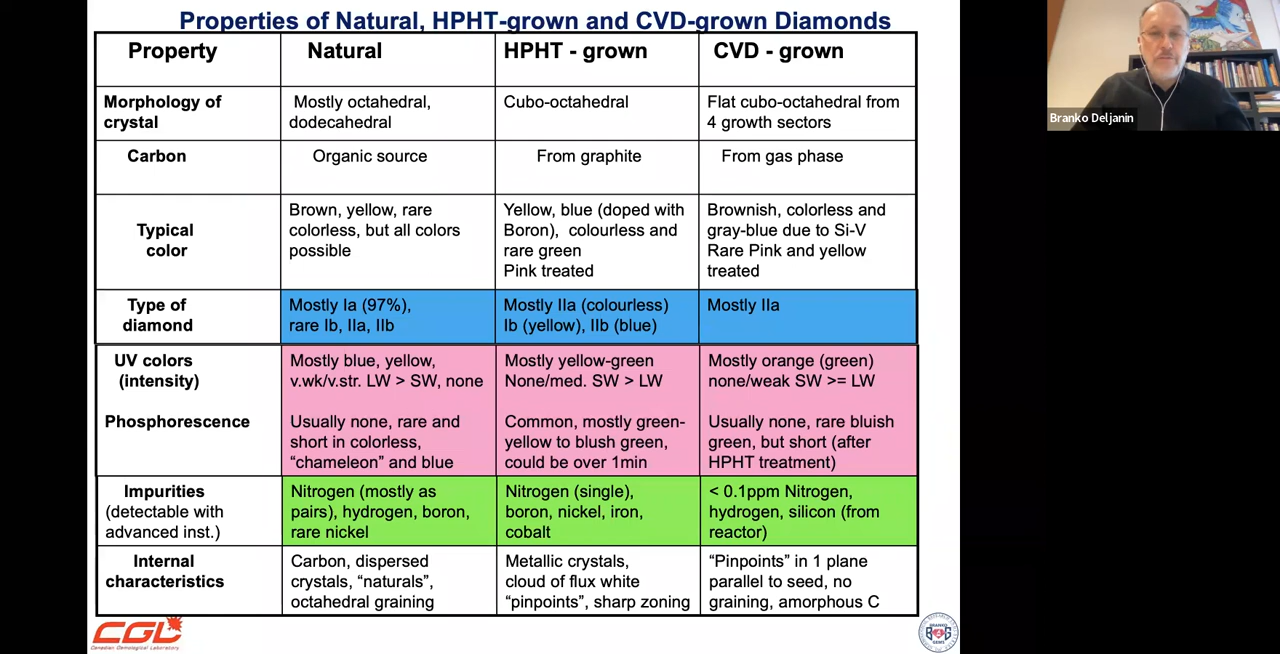 Properties of Natural, HPHT-grown and CVD-grown Diamonds
Property
Natural
HPHT - grown
CVD - grown
Morphology of
crystal
Mostly octahedral,
dodecahedral
Cubo-octahedral
Flat cubo-octahedral from
4 growth sectors
Carbon
Organic source
From graphite
From gas phase
Typical
color
Brown, yellow, rare
colorless, but all colors
possible
Yellow, blue (doped with
Boron), colourless and
rare green
Pink treated
Brownish, colorless and
gray-blue due to Si-V
Rare Pink and yellow
treated
Type of
diamond
Mostly Ia (97%),
rare Ib, IIa, IIb
Mostly IIa (colourless)
Ib (yellow), IIb (blue)
Mostly IIa
UV colors
(intensity)
Mostly blue, yellow,
v.wk/v.str. LW > SW, none
Mostly yellow-green
None/med. SW > LW
Mostly orange (green)
none/weak SW >= LW
Phosphorescence
Usually none, rare and
short in colorless,
“chameleon” and blue
Common, mostly green-
yellow to blush green,
could be over 1min
Usually none, rare bluish
green, but short (after
HPHT treatment)
Impurities
(detectable with
advanced inst.)
Nitrogen (mostly as
pairs), hydrogen, boron,
rare nickel
Nitrogen (single),
boron, nickel, iron,
cobalt
< 0.1ppm Nitrogen,
hydrogen, silicon (from
reactor)
Internal
characteristics
Carbon, dispersed
crystals, “naturals”,
octahedral graining
Metallic crystals,
cloud of flux white
“pinpoints”, sharp zoning
“Pinpoints” in 1 plane
parallel to seed, no
graining, amorphous C
CGL
Canadian Gemological Laboratory
Branko Deljanin